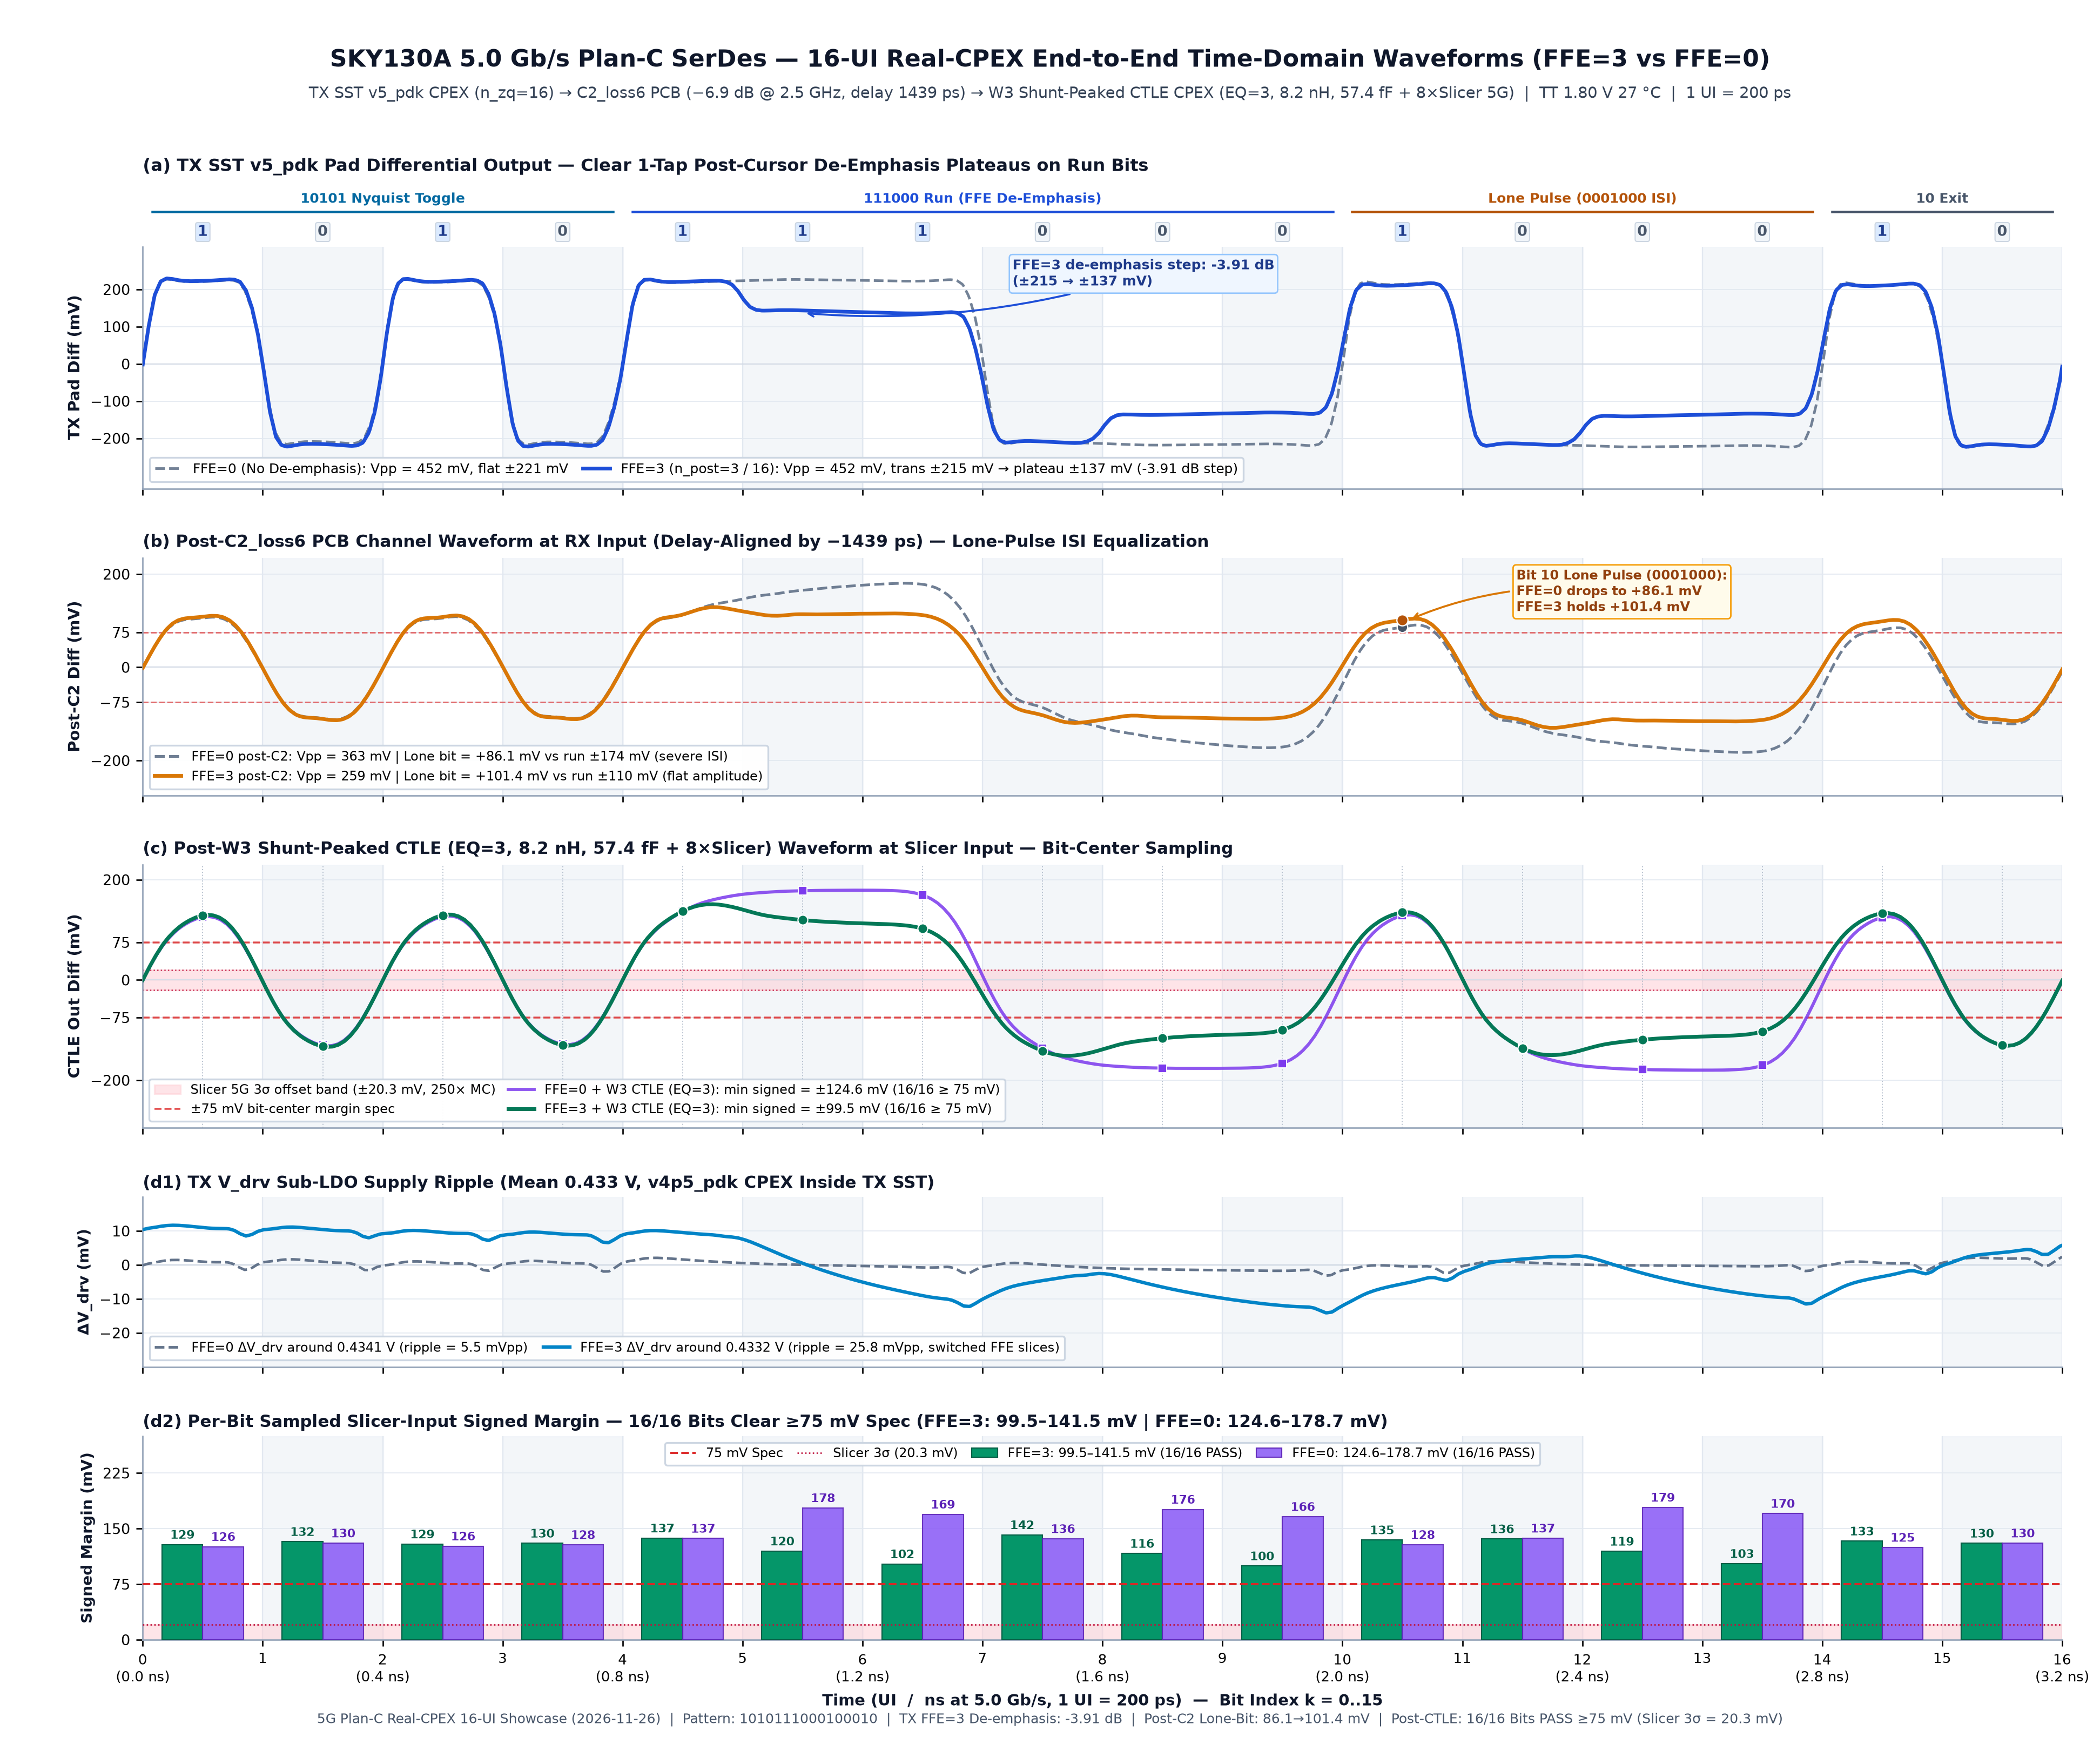 SKY130A 5.0 Gb/s Plan-C SerDes — 16-UI Real-CPEX End-to-End Time-Domain Waveforms (FFE=3 vs FFE=0)
TX SST v5_pdk CPEX (n_zq=16) → C2_loss6 PCB (−6.9 dB @ 2.5 GHz, delay 1439 ps) → W3 Shunt-Peaked CTLE CPEX (EQ=3, 8.2 nH, 57.4 fF + 8×Slicer 5G) | TT 1.80 V 27 °C | 1 UI = 200 ps
(a) TX SST v5_pdk Pad Differential Output — Clear 1-Tap Post-Cursor De-Emphasis Plateaus on Run Bits
10101 Nyquist Toggle 111000 Run (FFE De-Emphasis) Lone Pulse (0001000 ISI) 10 Exit
1 0 1 0 1 1 1 0 0 0 1 0 0 0 1 0
FFE=3 de-emphasis step: -3.91 dB
(±215 → ±137 mV)
TX Pad Diff (mV)
200
100
0
−100
−200
FFE=0 (No De-emphasis): Vpp = 452 mV, flat ±221 mV FFE=3 (n_post=3 / 16): Vpp = 452 mV, trans ±215 mV → plateau ±137 mV (-3.91 dB step)
(b) Post-C2_loss6 PCB Channel Waveform at RX Input (Delay-Aligned by −1439 ps) — Lone-Pulse ISI Equalization
Bit 10 Lone Pulse (0001000):
FFE=0 drops to +86.1 mV
FFE=3 holds +101.4 mV
Post-C2 Diff (mV)
200
75
0
−75
−200
FFE=0 post-C2: Vpp = 363 mV | Lone bit = +86.1 mV vs run ±174 mV (severe ISI)
FFE=3 post-C2: Vpp = 259 mV | Lone bit = +101.4 mV vs run ±110 mV (flat amplitude)
(c) Post-W3 Shunt-Peaked CTLE (EQ=3, 8.2 nH, 57.4 fF + 8×Slicer) Waveform at Slicer Input — Bit-Center Sampling
CTLE Out Diff (mV)
200
75
0
−75
−200
Slicer 5G 3σ offset band (±20.3 mV, 250× MC) FFE=0 + W3 CTLE (EQ=3): min signed = ±124.6 mV (16/16 ≥ 75 mV)
±75 mV bit-center margin spec FFE=3 + W3 CTLE (EQ=3): min signed = ±99.5 mV (16/16 ≥ 75 mV)
(d1) TX V_drv Sub-LDO Supply Ripple (Mean 0.433 V, v4p5_pdk CPEX Inside TX SST)
ΔV_drv (mV)
10
0
−10
−20
FFE=0 ΔV_drv around 0.4341 V (ripple = 5.5 mVpp) FFE=3 ΔV_drv around 0.4332 V (ripple = 25.8 mVpp, switched FFE slices)
(d2) Per-Bit Sampled Slicer-Input Signed Margin — 16/16 Bits Clear ≥75 mV Spec (FFE=3: 99.5–141.5 mV | FFE=0: 124.6–178.7 mV)
75 mV Spec Slicer 3σ (20.3 mV) FFE=3: 99.5–141.5 mV (16/16 PASS) FFE=0: 124.6–178.7 mV (16/16 PASS)
Signed Margin (mV)
225
150
75
0
129 126 132 130 129 126 130 128 137 137 120 178 102 169 142 136 116 176 100 166 135 128 136 137 119 179 103 170 133 125 130 130
0 1 2 3 4 5 6 7 8 9 10 11 12 13 14 15 16
(0.0 ns) (0.4 ns) (0.8 ns) (1.2 ns) (1.6 ns) (2.0 ns) (2.4 ns) (2.8 ns) (3.2 ns)
Time (UI / ns at 5.0 Gb/s, 1 UI = 200 ps) — Bit Index k = 0..15
5G Plan-C Real-CPEX 16-UI Showcase (2026-11-26) | Pattern: 1010111000100010 | TX FFE=3 De-emphasis: -3.91 dB | Post-C2 Lone-Bit: 86.1→101.4 mV | Post-CTLE: 16/16 Bits PASS ≥75 mV (Slicer 3σ = 20.3 mV)